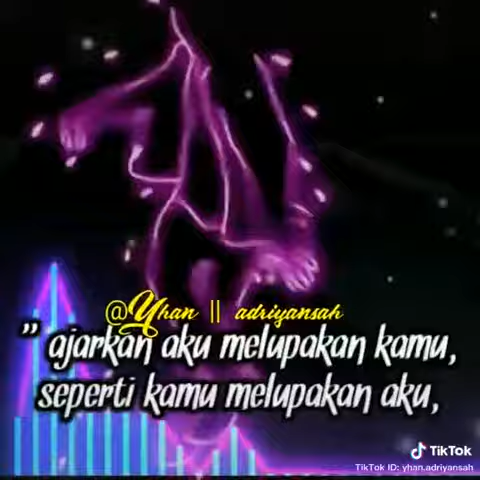 @Yhan || adriyansah
" ajarkan aku melupakan kamu,
seperti kamu melupakan aku,
TikTok
TikTok ID: yhan.adriyansah